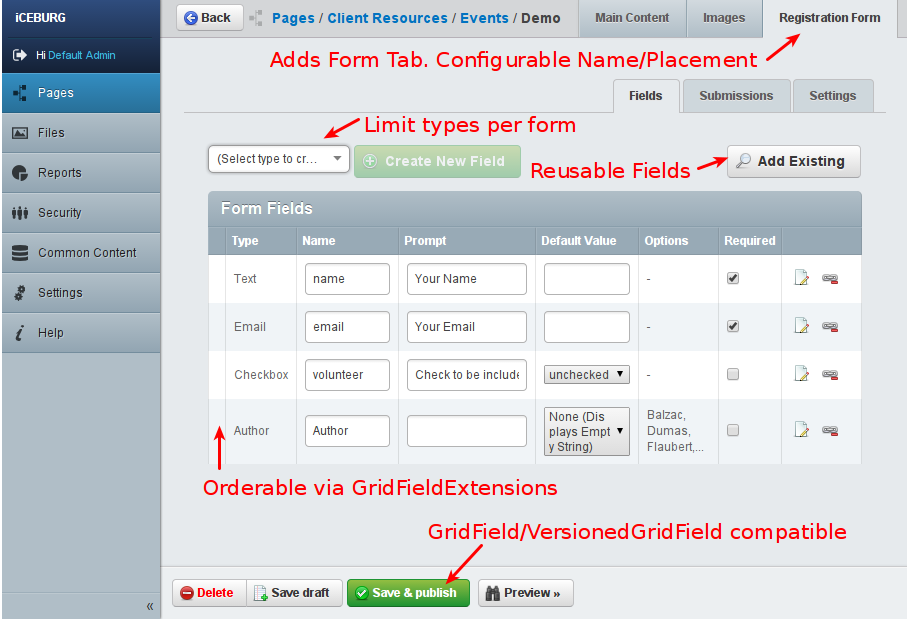 iCEBURG
Back
Pages / Client Resources / Events / Demo
Main Content
Images
Registration Form
Hi Default Admin
Adds Form Tab. Configurable Name/Placement
Pages
Files
Reports
Security
Common Content
Settings
Help
«
Fields
Submissions
Settings
Limit types per form
(Select type to cr...
Create New Field
Reusable Fields
Add Existing
Form Fields
Type Name Prompt Default Value Options Required
Text name Your Name -
Email email Your Email -
Checkbox volunteer Check to be include unchecked -
Author Author
None (Dis
plays Empt
y String)
Balzac,
Dumas,
Flaubert,...
Orderable via GridFieldExtensions
GridField/VersionedGridField compatible
Delete
Save draft
Save & publish
Preview »